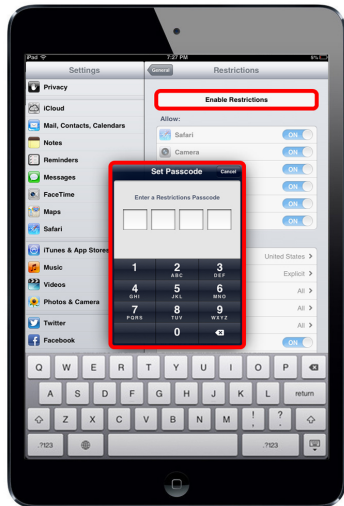 iPad
7:27 PM
5%
Settings
General
Restrictions
Privacy
Enable Restrictions
iCloud
Allow:
Mail, Contacts, Calendars
Safari
ON
Notes
Camera
ON
Reminders
ON
Messages
ON
FaceTime
ON
Maps
ON
Safari
Set Passcode
Cancel
Enter a Restrictions Passcode
iTunes & App Stores
United States >
Music
Explicit >
Videos
All >
Photos & Camera
All >
Twitter
All >
Facebook
ON
1
2
ABC
3
DEF
4
GHI
5
JKL
6
MNO
7
PQRS
8
TUV
9
WXYZ
0
Q W E R T Y U I O P
A S D F G H J K L return
Z X C V B N M ! , ? .
.?123
.?123